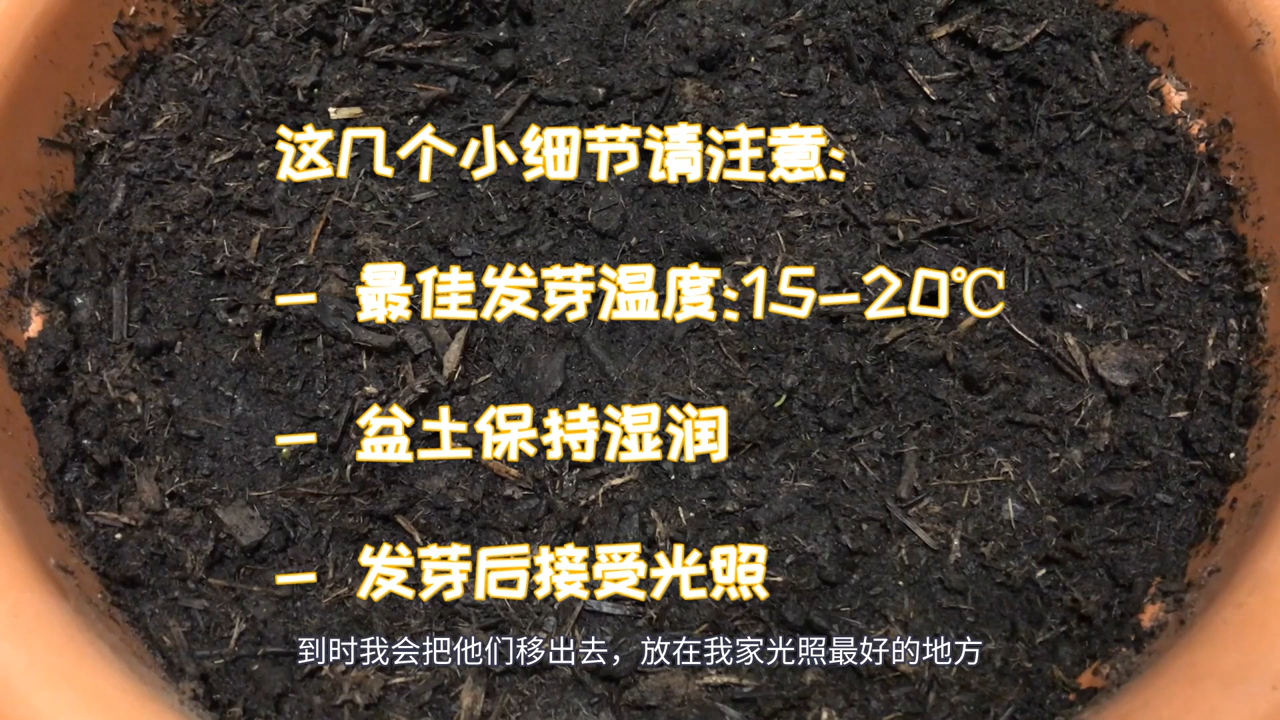 这几个小细节请注意:
- 最佳发芽温度:15-20℃
- 盆土保持湿润
- 发芽后接受光照
到时我会把他们移出去，放在我家光照最好的地方